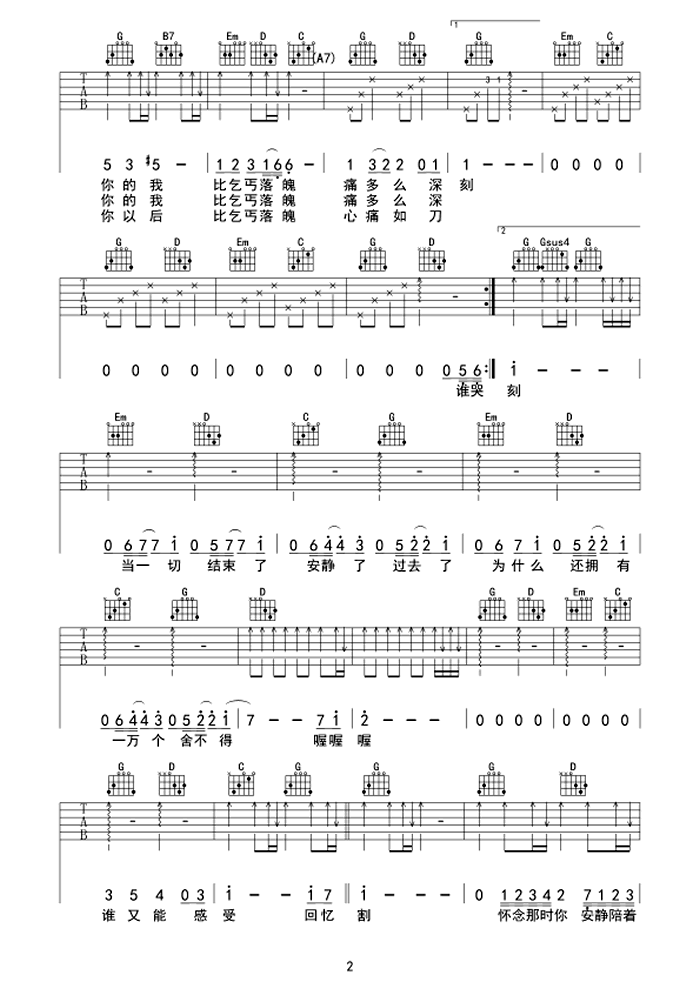 1
G B7 Em D C (A7) G D G Em C
T A B
3 1
5 3 #5 - | 1 2 3 1 6 6 - | 1 3 2 2 0 1 | 1 - - - | 0 0 0 0
你的我 比乞丐落魄 痛多么 深刻
你的我 比乞丐落魄 痛多么 深
你以后 比乞丐落魄 心痛如 刀
2
G D Em C G D G Gsus4 G
T A B
0 0 0 0 | 0 0 0 0 | 0 0 0 0 5 6 :| i - - -
谁哭 刻
Em D C G Em D
T A B
0 6 7 7 i 0 5 7 7 i | 0 6 4 4 3 0 5 2 2 i | 0 6 7 i 0 5 2 2 i
当一 切 结束 了 安静 了 过去 了 为什么 还拥 有
C G D G D Em C
T A B
0 6 4 4 3 0 5 2 2 i | 7 - - 7 i | 2 - - - | 0 0 0 0 | 0 0 0 0
一万 个 舍不 得 喔喔 喔
G D C G G G D
T A B
3 5 4 0 3 | i - - i 7 | i - - - | 0 1 2 3 4 2 7 1 2 3
谁 又 能 感 受 回忆 割 怀念那时你 安静陪着
2